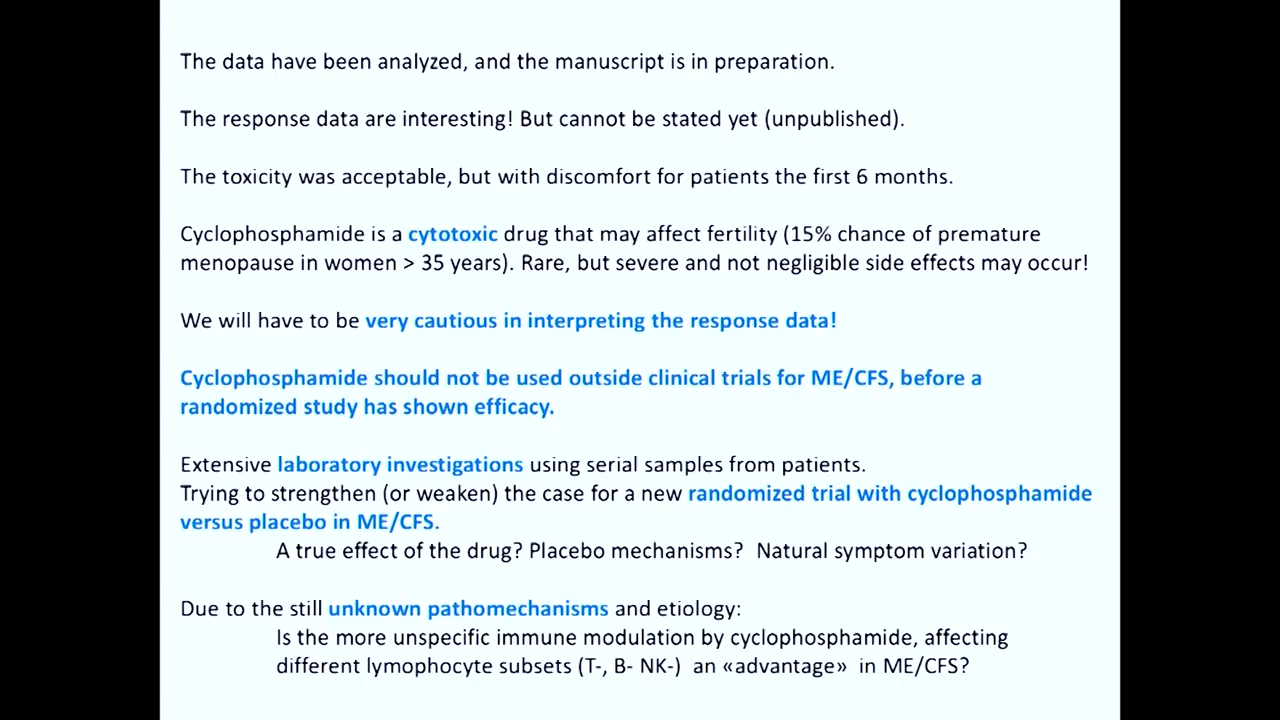 The data have been analyzed, and the manuscript is in preparation.
The response data are interesting! But cannot be stated yet (unpublished).
The toxicity was acceptable, but with discomfort for patients the first 6 months.
Cyclophosphamide is a cytotoxic drug that may affect fertility (15% chance of premature
menopause in women > 35 years). Rare, but severe and not negligible side effects may occur!
We will have to be very cautious in interpreting the response data!
Cyclophosphamide should not be used outside clinical trials for ME/CFS, before a
randomized study has shown efficacy.
Extensive laboratory investigations using serial samples from patients.
Trying to strengthen (or weaken) the case for a new randomized trial with cyclophosphamide
versus placebo in ME/CFS.
A true effect of the drug? Placebo mechanisms? Natural symptom variation?
Due to the still unknown pathomechanisms and etiology:
Is the more unspecific immune modulation by cyclophosphamide, affecting
different lymophocyte subsets (T-, B- NK-) an «advantage» in ME/CFS?